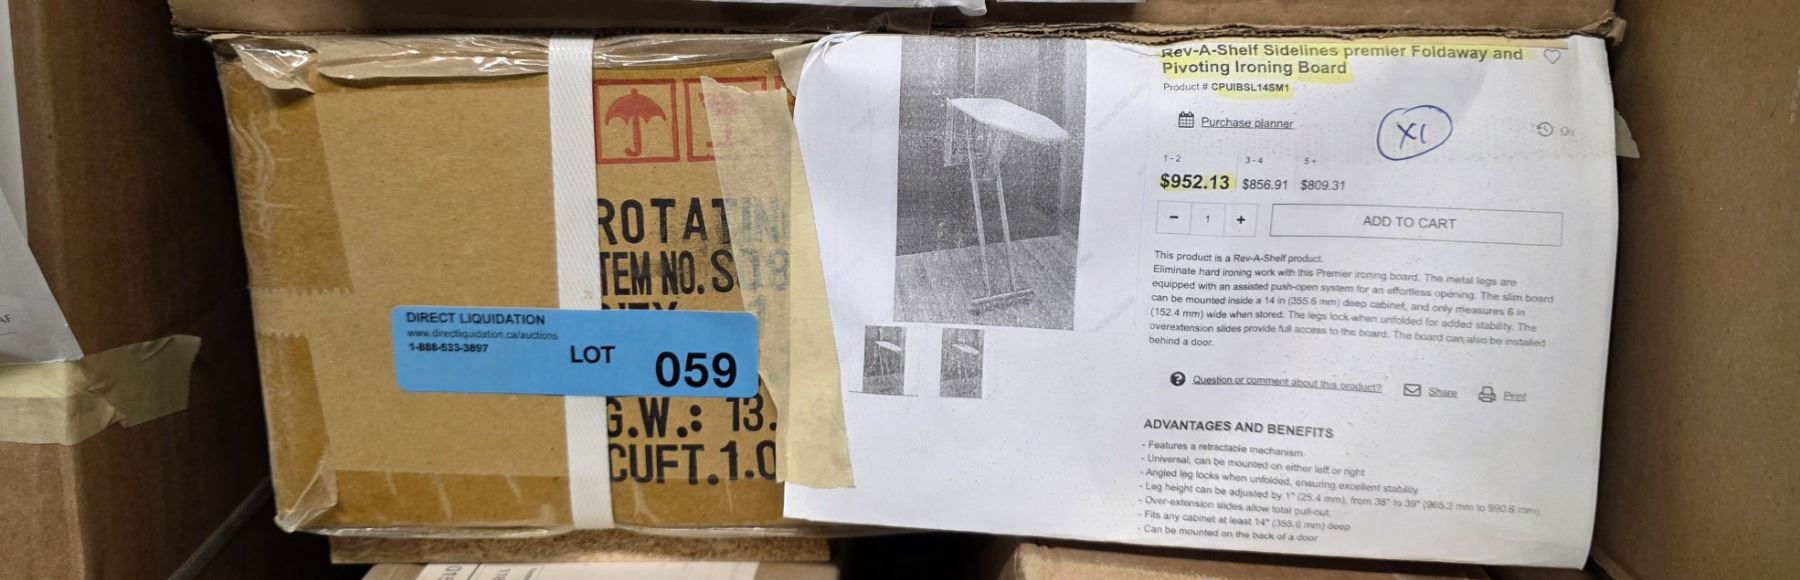 ROTATIN
TEM NO. S
DIRECT LIQUIDATION
www.directliquidation.ca/auctions
1-888-533-3897
LOT 059
G.W.: 13.
CUFT. 1.0
Rev-A-Shelf Sidelines premier Foldaway and
Pivoting Ironing Board
Product # CPUIBSL14SM1
Purchase planner
X1
1-2 3-4 5+
$952.13 $856.91 $809.31
- 1 + ADD TO CART
This product is a Rev-A-Shelf product.
Eliminate hard ironing work with this Premier ironing board. The metal legs are
equipped with an assisted push-open system for an effortless opening. The slim board
can be mounted inside a 14 in (355.6 mm) deep cabinet, and only measures 6 in
(152.4 mm) wide when stored. The legs lock when unfolded for added stability. The
overextension slides provide full access to the board. The board can also be installed
behind a door.
Question or comment about this product? Share Print
ADVANTAGES AND BENEFITS
- Features a retractable mechanism
- Universal, can be mounted on either left or right
- Angled leg locks when unfolded, ensuring excellent stability
- Leg height can be adjusted by 1" (25.4 mm), from 38" to 39" (965.2 mm to 990.6 mm)
- Over-extension slides allow total pull-out
- Fits any cabinet at least 14" (355.6 mm) deep
- Can be mounted on the back of a door